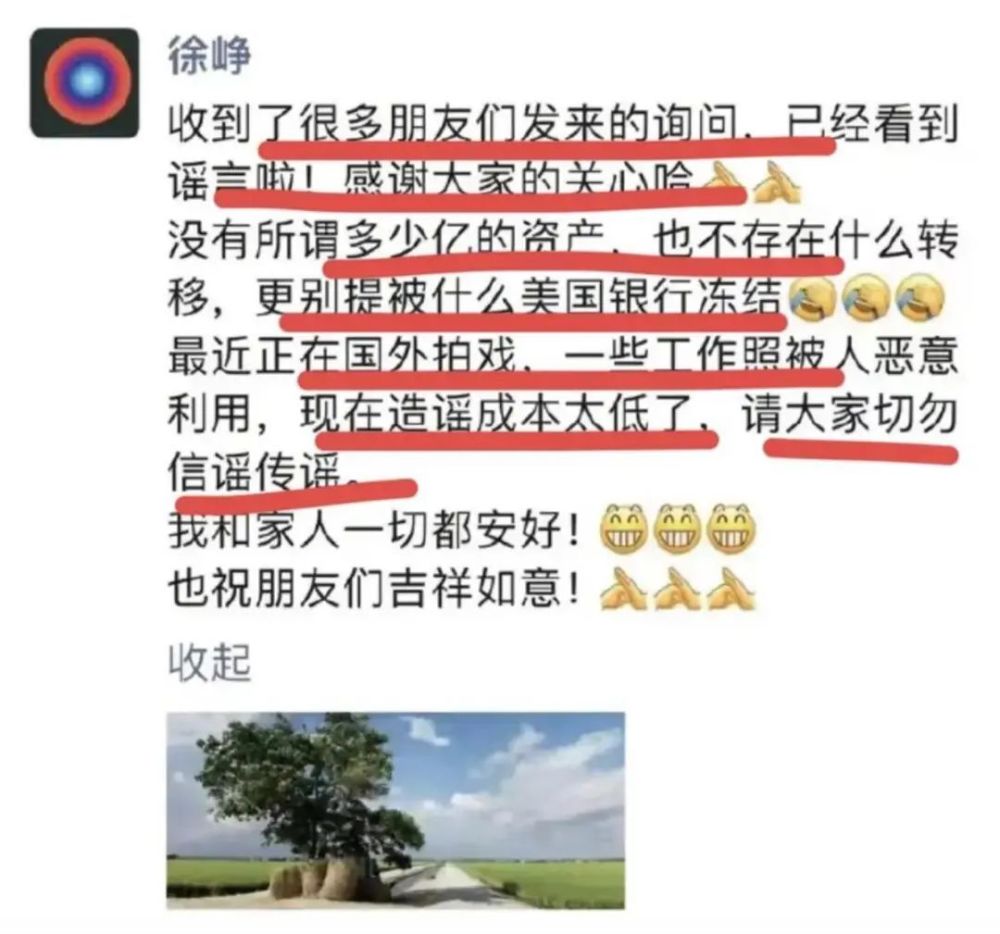 徐峥
收到了很多朋友们发来的询问，已经看到
谣言啦！感谢大家的关心哈🙏🙏
没有所谓多少亿的资产，也不存在什么转
移，更别提被什么美国银行冻结😂😂😂
最近正在国外拍戏，一些工作照被人恶意
利用，现在造谣成本太低了，请大家切勿
信谣传谣。
我和家人一切都安好！😁😁😁
也祝朋友们吉祥如意！🙏🙏🙏
收起